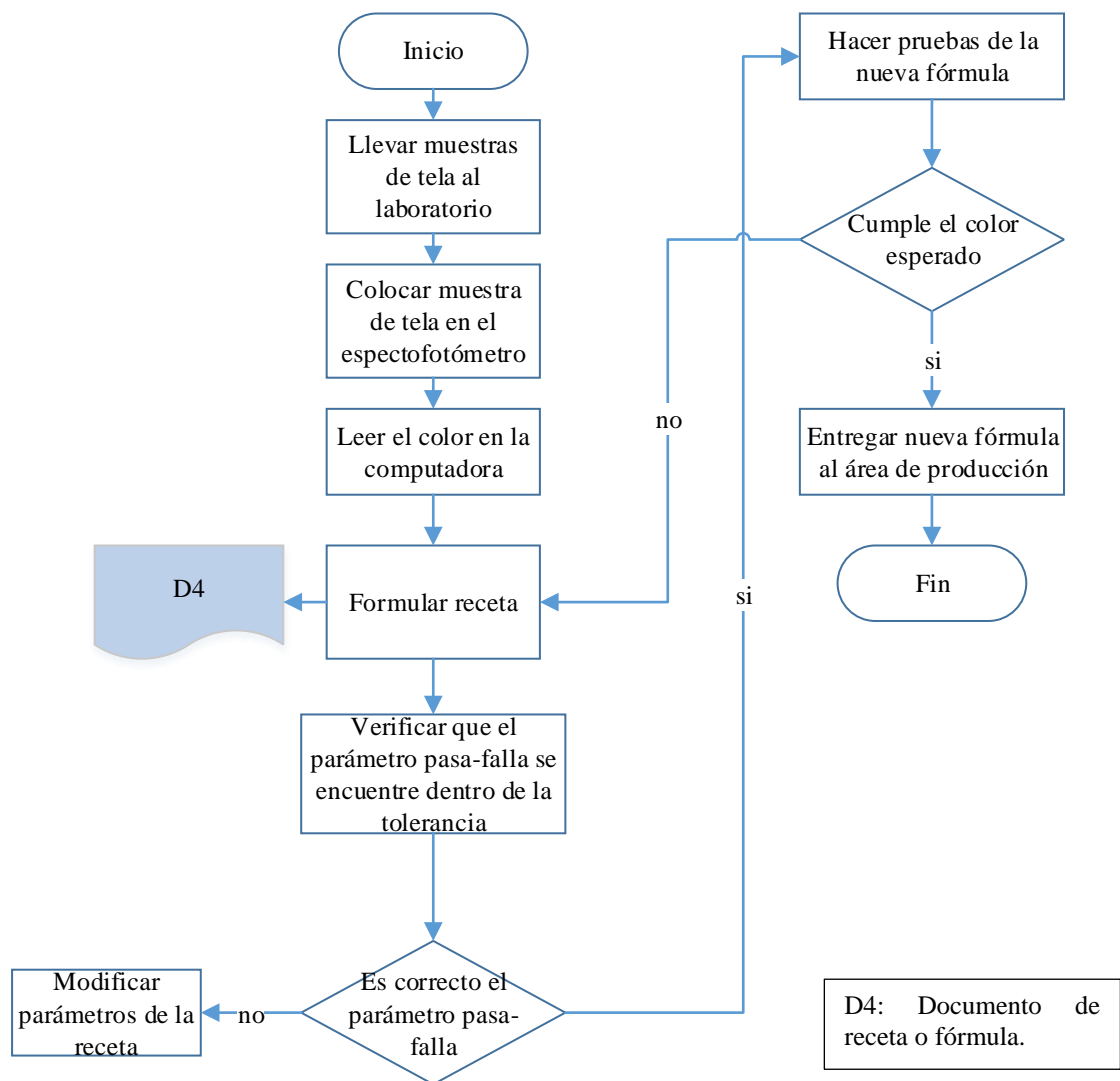 Inicio
Llevar muestras
de tela al
laboratorio
Colocar muestra
de tela en el
espectofotómetro
Leer el color en la
computadora
Formular receta
D4
Verificar que el
parámetro pasa-falla se
encuentre dentro de la
tolerancia
Es correcto el
parámetro pasa-
falla
no
Modificar
parámetros de la
receta
si
Hacer pruebas de la
nueva fórmula
Cumple el color
esperado
no
si
Entregar nueva fórmula
al área de producción
Fin
D4: Documento de
receta o fórmula.